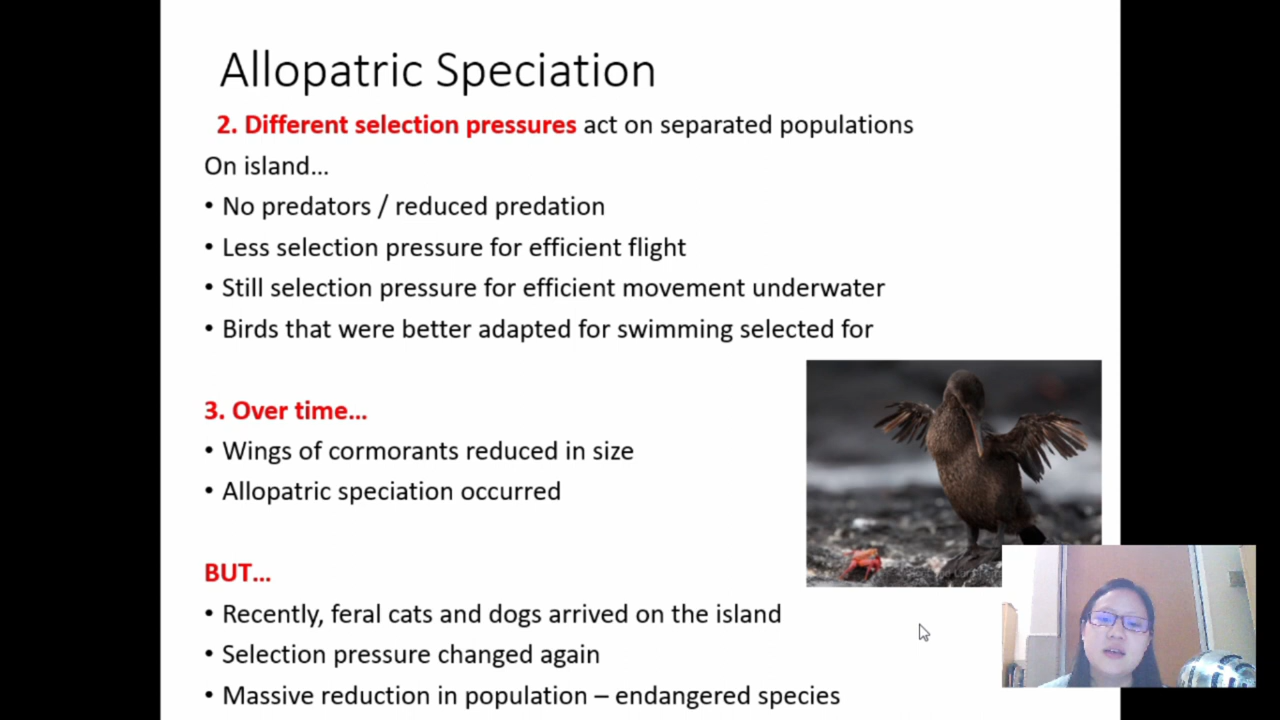 Allopatric Speciation
2. Different selection pressures act on separated populations
On island...
• No predators / reduced predation
• Less selection pressure for efficient flight
• Still selection pressure for efficient movement underwater
• Birds that were better adapted for swimming selected for
3. Over time...
• Wings of cormorants reduced in size
• Allopatric speciation occurred
BUT...
• Recently, feral cats and dogs arrived on the island
• Selection pressure changed again
• Massive reduction in population – endangered species